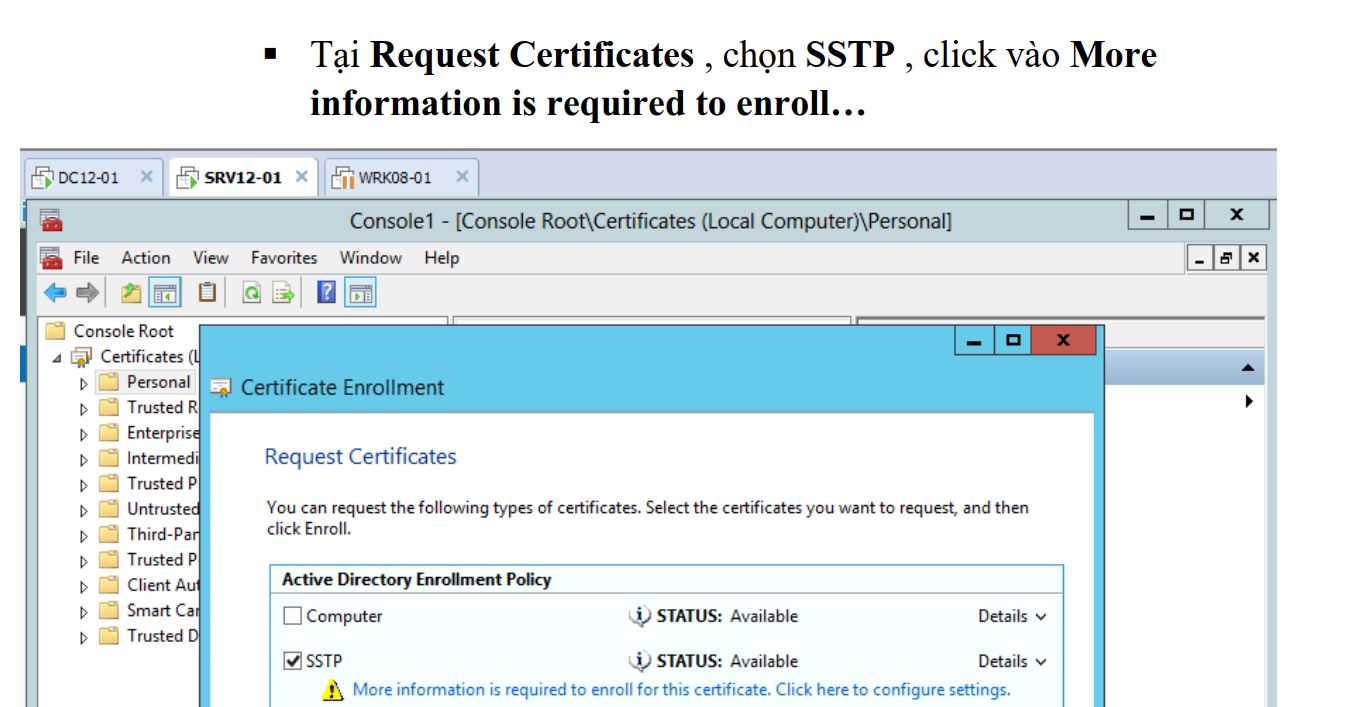 ▪ Tại Request Certificates , chọn SSTP , click vào More
information is required to enroll…
DC12-01
SRV12-01
WRK08-01
Console1 - [Console Root\Certificates (Local Computer)\Personal]
File Action View Favorites Window Help
Console Root
Certificates (L
Personal
Trusted R
Enterprise
Intermedi
Trusted P
Untrusted
Third-Par
Trusted P
Client Aut
Smart Car
Trusted D
Certificate Enrollment
Request Certificates
You can request the following types of certificates. Select the certificates you want to request, and then
click Enroll.
Active Directory Enrollment Policy
Computer STATUS: Available Details
SSTP STATUS: Available Details
More information is required to enroll for this certificate. Click here to configure settings.